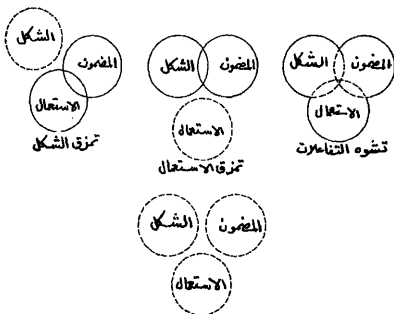 الشكل
المضمون
الاستعمال
تمزق الشكل
الشكل
المضمون
الاستعمال
تمزق الاستعمال
الشكل
المضمون
الاستعمال
تشوه التفاعلات
الشكل
المضمون
الاستعمال